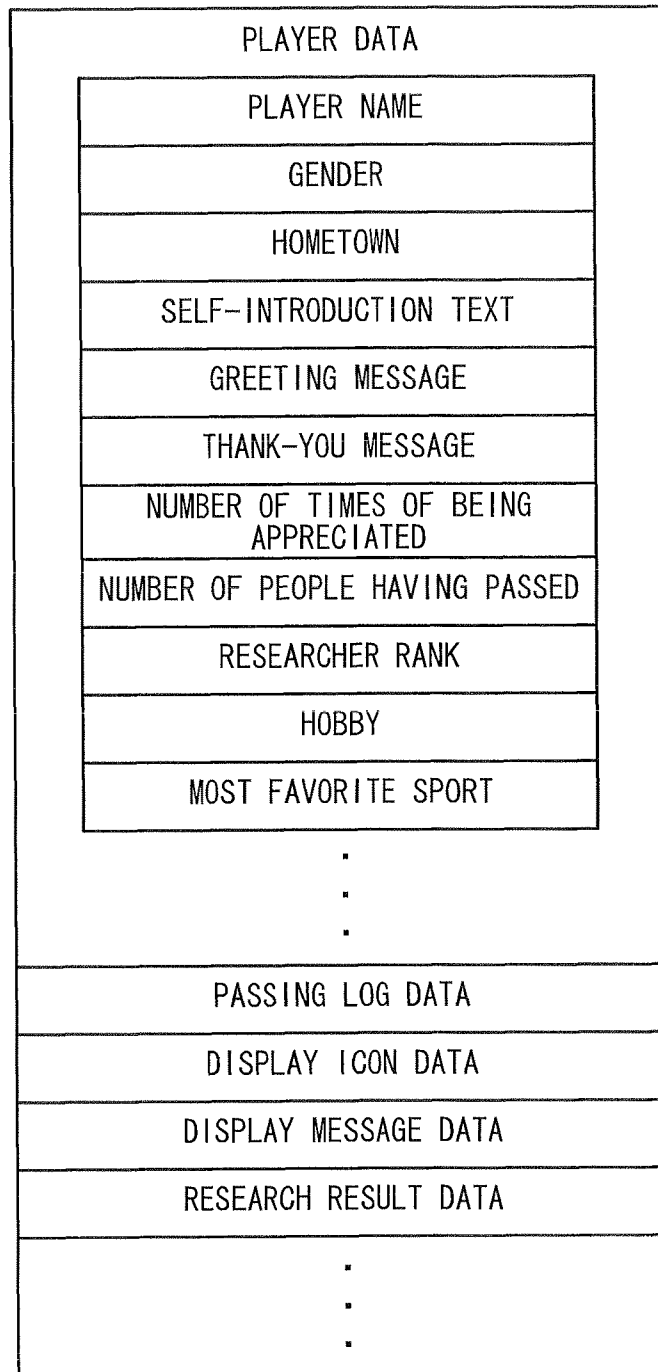 PLAYER DATA
PLAYER NAME
GENDER
HOMETOWN
SELF-INTRODUCTION TEXT
GREETING MESSAGE
THANK-YOU MESSAGE
NUMBER OF TIMES OF BEING
APPRECIATED
NUMBER OF PEOPLE HAVING PASSED
RESEARCHER RANK
HOBBY
MOST FAVORITE SPORT
PASSING LOG DATA
DISPLAY ICON DATA
DISPLAY MESSAGE DATA
RESEARCH RESULT DATA